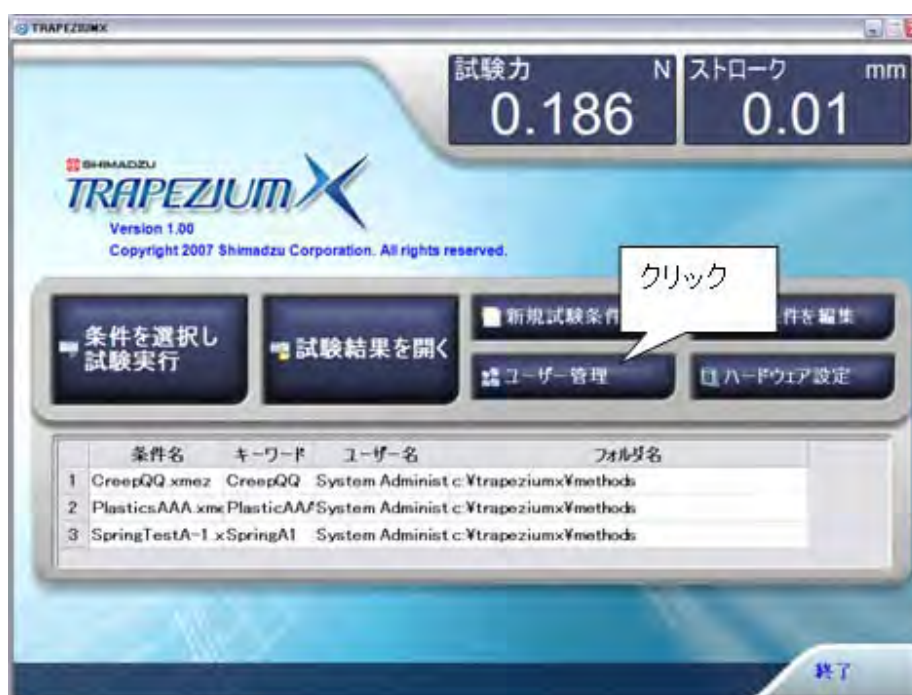 TRAPEZIUMX
試験力 N
0.186
ストローク mm
0.01
SHIMADZU
TRAPEZIUM X
Version 1.00
Copyright 2007 Shimadzu Corporation. All rights reserved.
クリック
条件を選択し
試験実行
試験結果を開く
新規試験条件
件を編集
ユーザー管理
ハードウェア設定
条件名 キーワード ユーザー名 フォルダ名
1 CreepQQ.xmez CreepQQ System Administ c:¥trapeziumx¥methods
2 PlasticsAAA.xme PlasticAAA System Administ c:¥trapeziumx¥methods
3 SpringTestA-1.x SpringA1 System Administ c:¥trapeziumx¥methods
終了